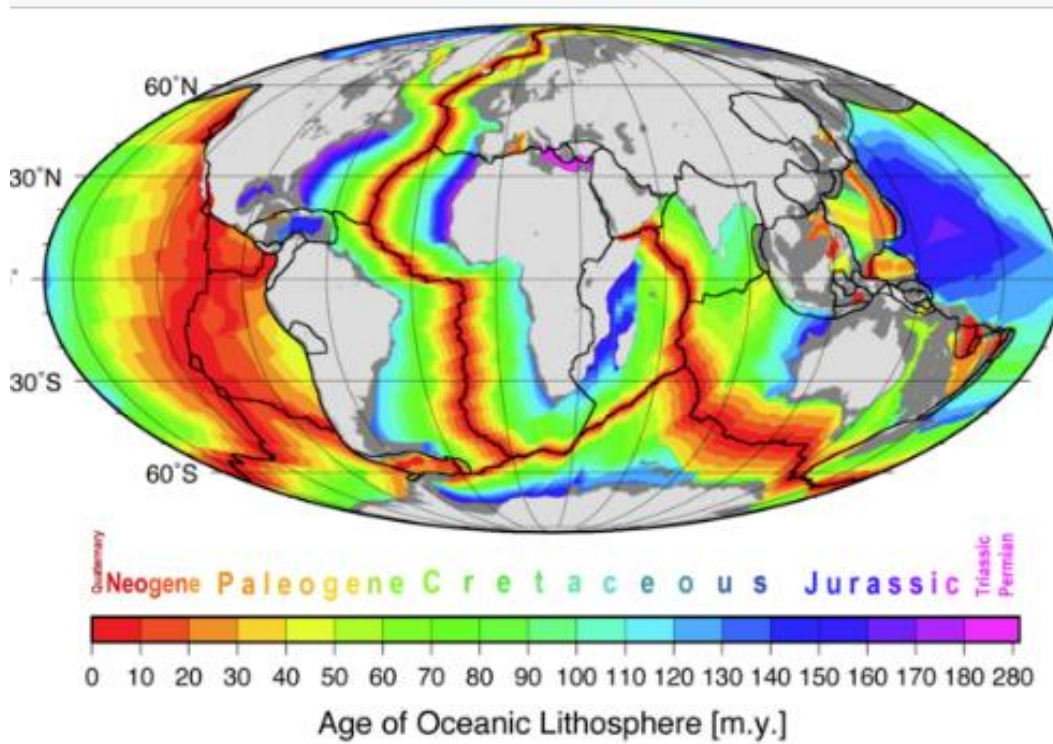 60˚N
30˚N
˚
30˚S
60˚S
Quaternary Neogene Paleogene Cretaceous Jurassic Triassic Permian
0 10 20 30 40 50 60 70 80 90 100 110 120 130 140 150 160 170 180 280
Age of Oceanic Lithosphere [m.y.]